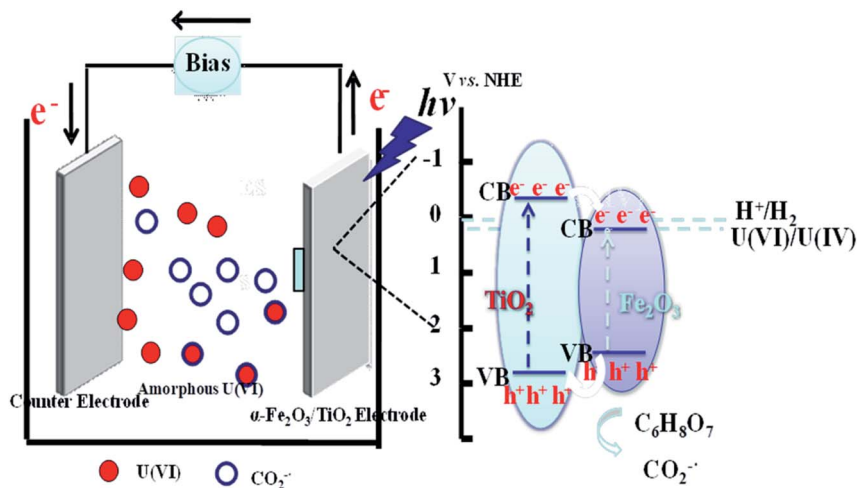 Bias
e⁻
e⁻
hν
V vs. NHE
-1
0
1
2
3
CB e⁻ e⁻ e⁻
CB e⁻ e⁻ e⁻
H⁺/H₂
U(VI)/U(IV)
TiO₂
Fe₂O₃
VB
h⁺ h⁺ h⁺
VB
h h⁺ h⁺
Counter Electrode
Amorphous U(VI)
α-Fe₂O₃/TiO₂ Electrode
C₆H₈O₇
CO₂⁻·
U(VI)
CO₂⁻·